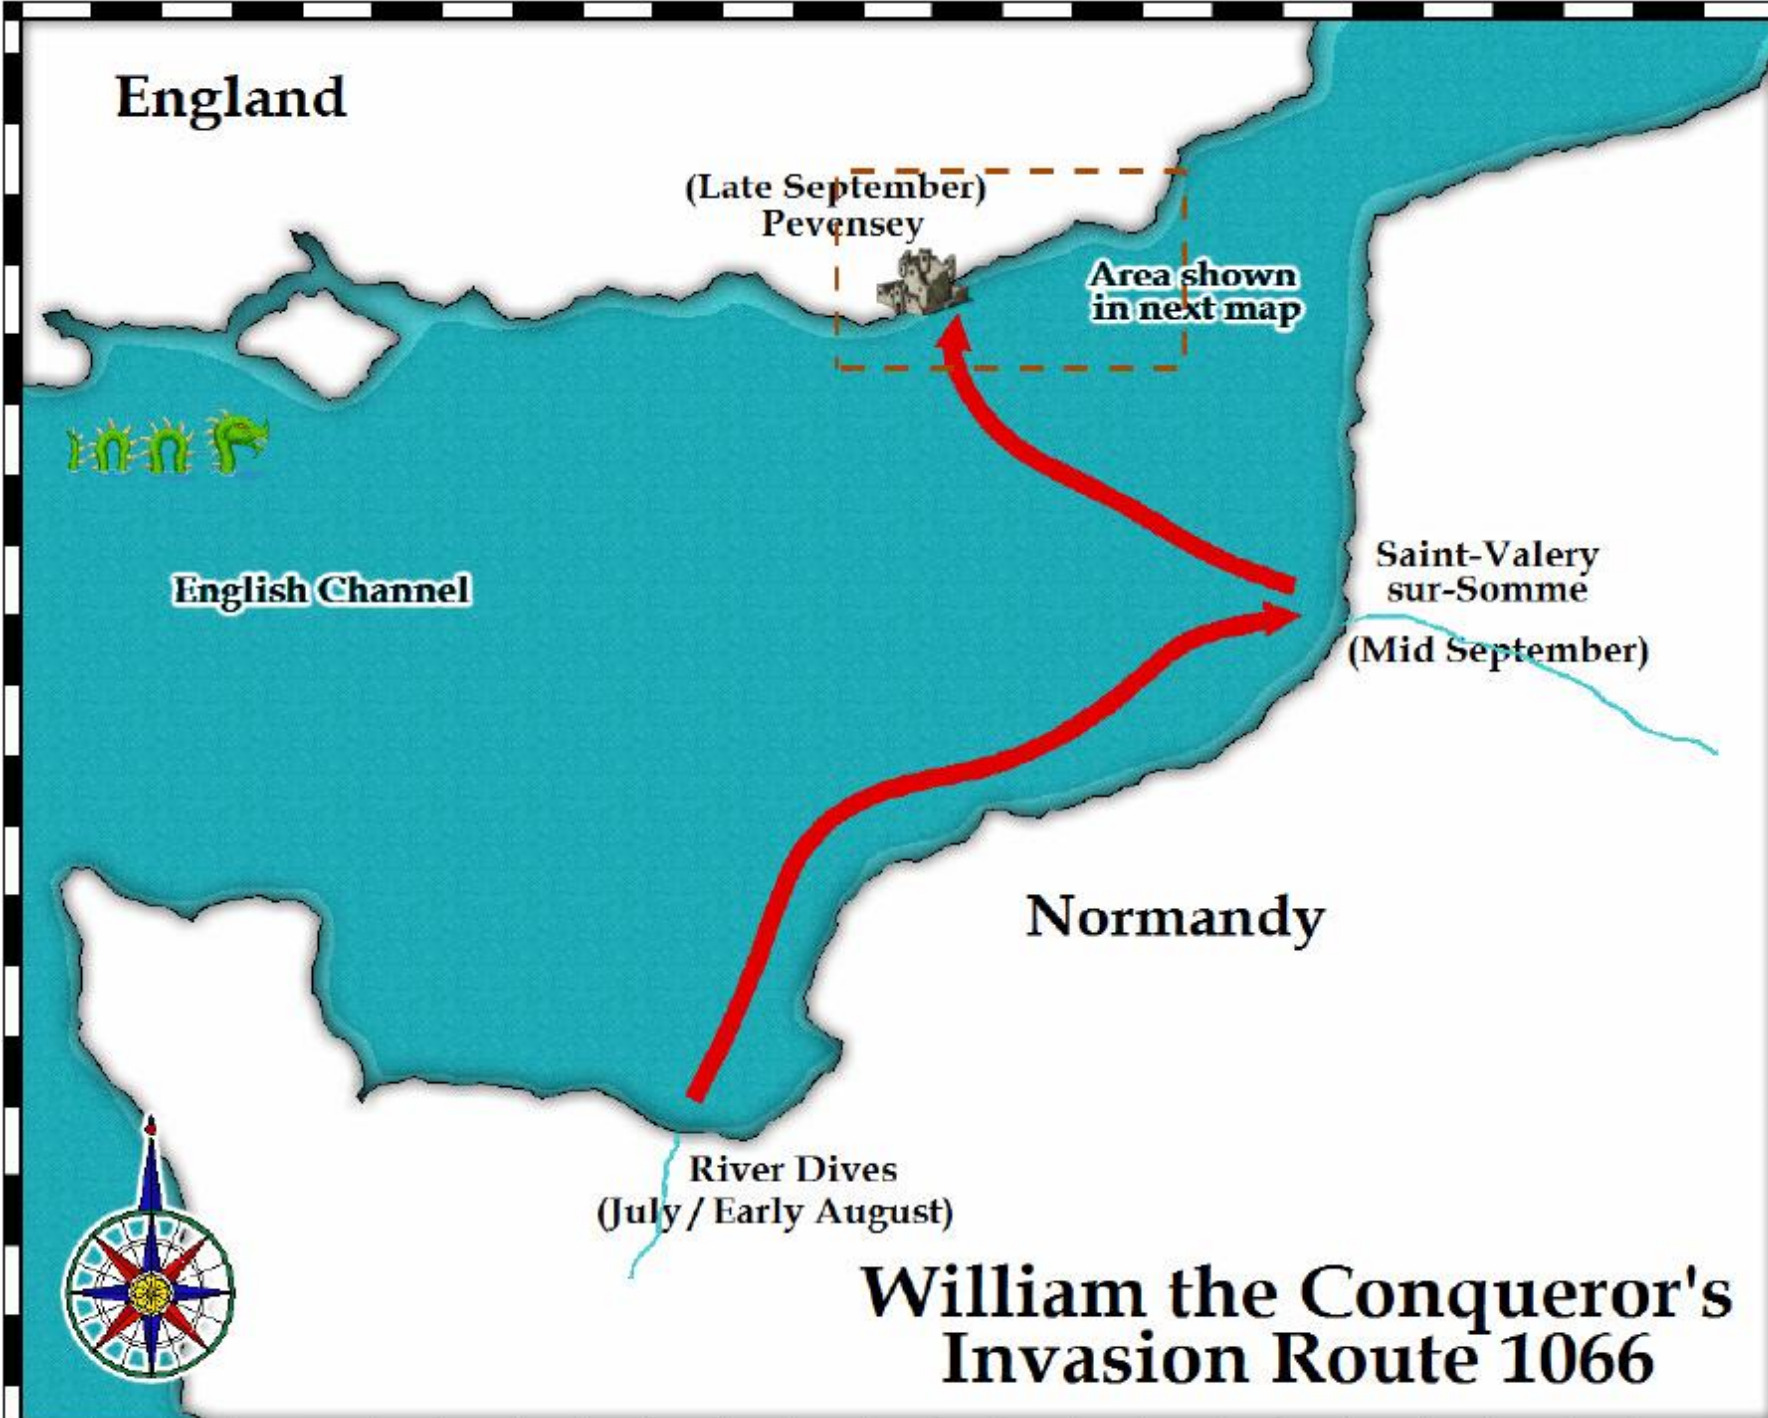 England
(Late September)
Pevensey
Area shown
in next map
English Channel
Saint-Valery
sur-Somme
(Mid September)
Normandy
River Dives
(July / Early August)
William the Conqueror's
Invasion Route 1066